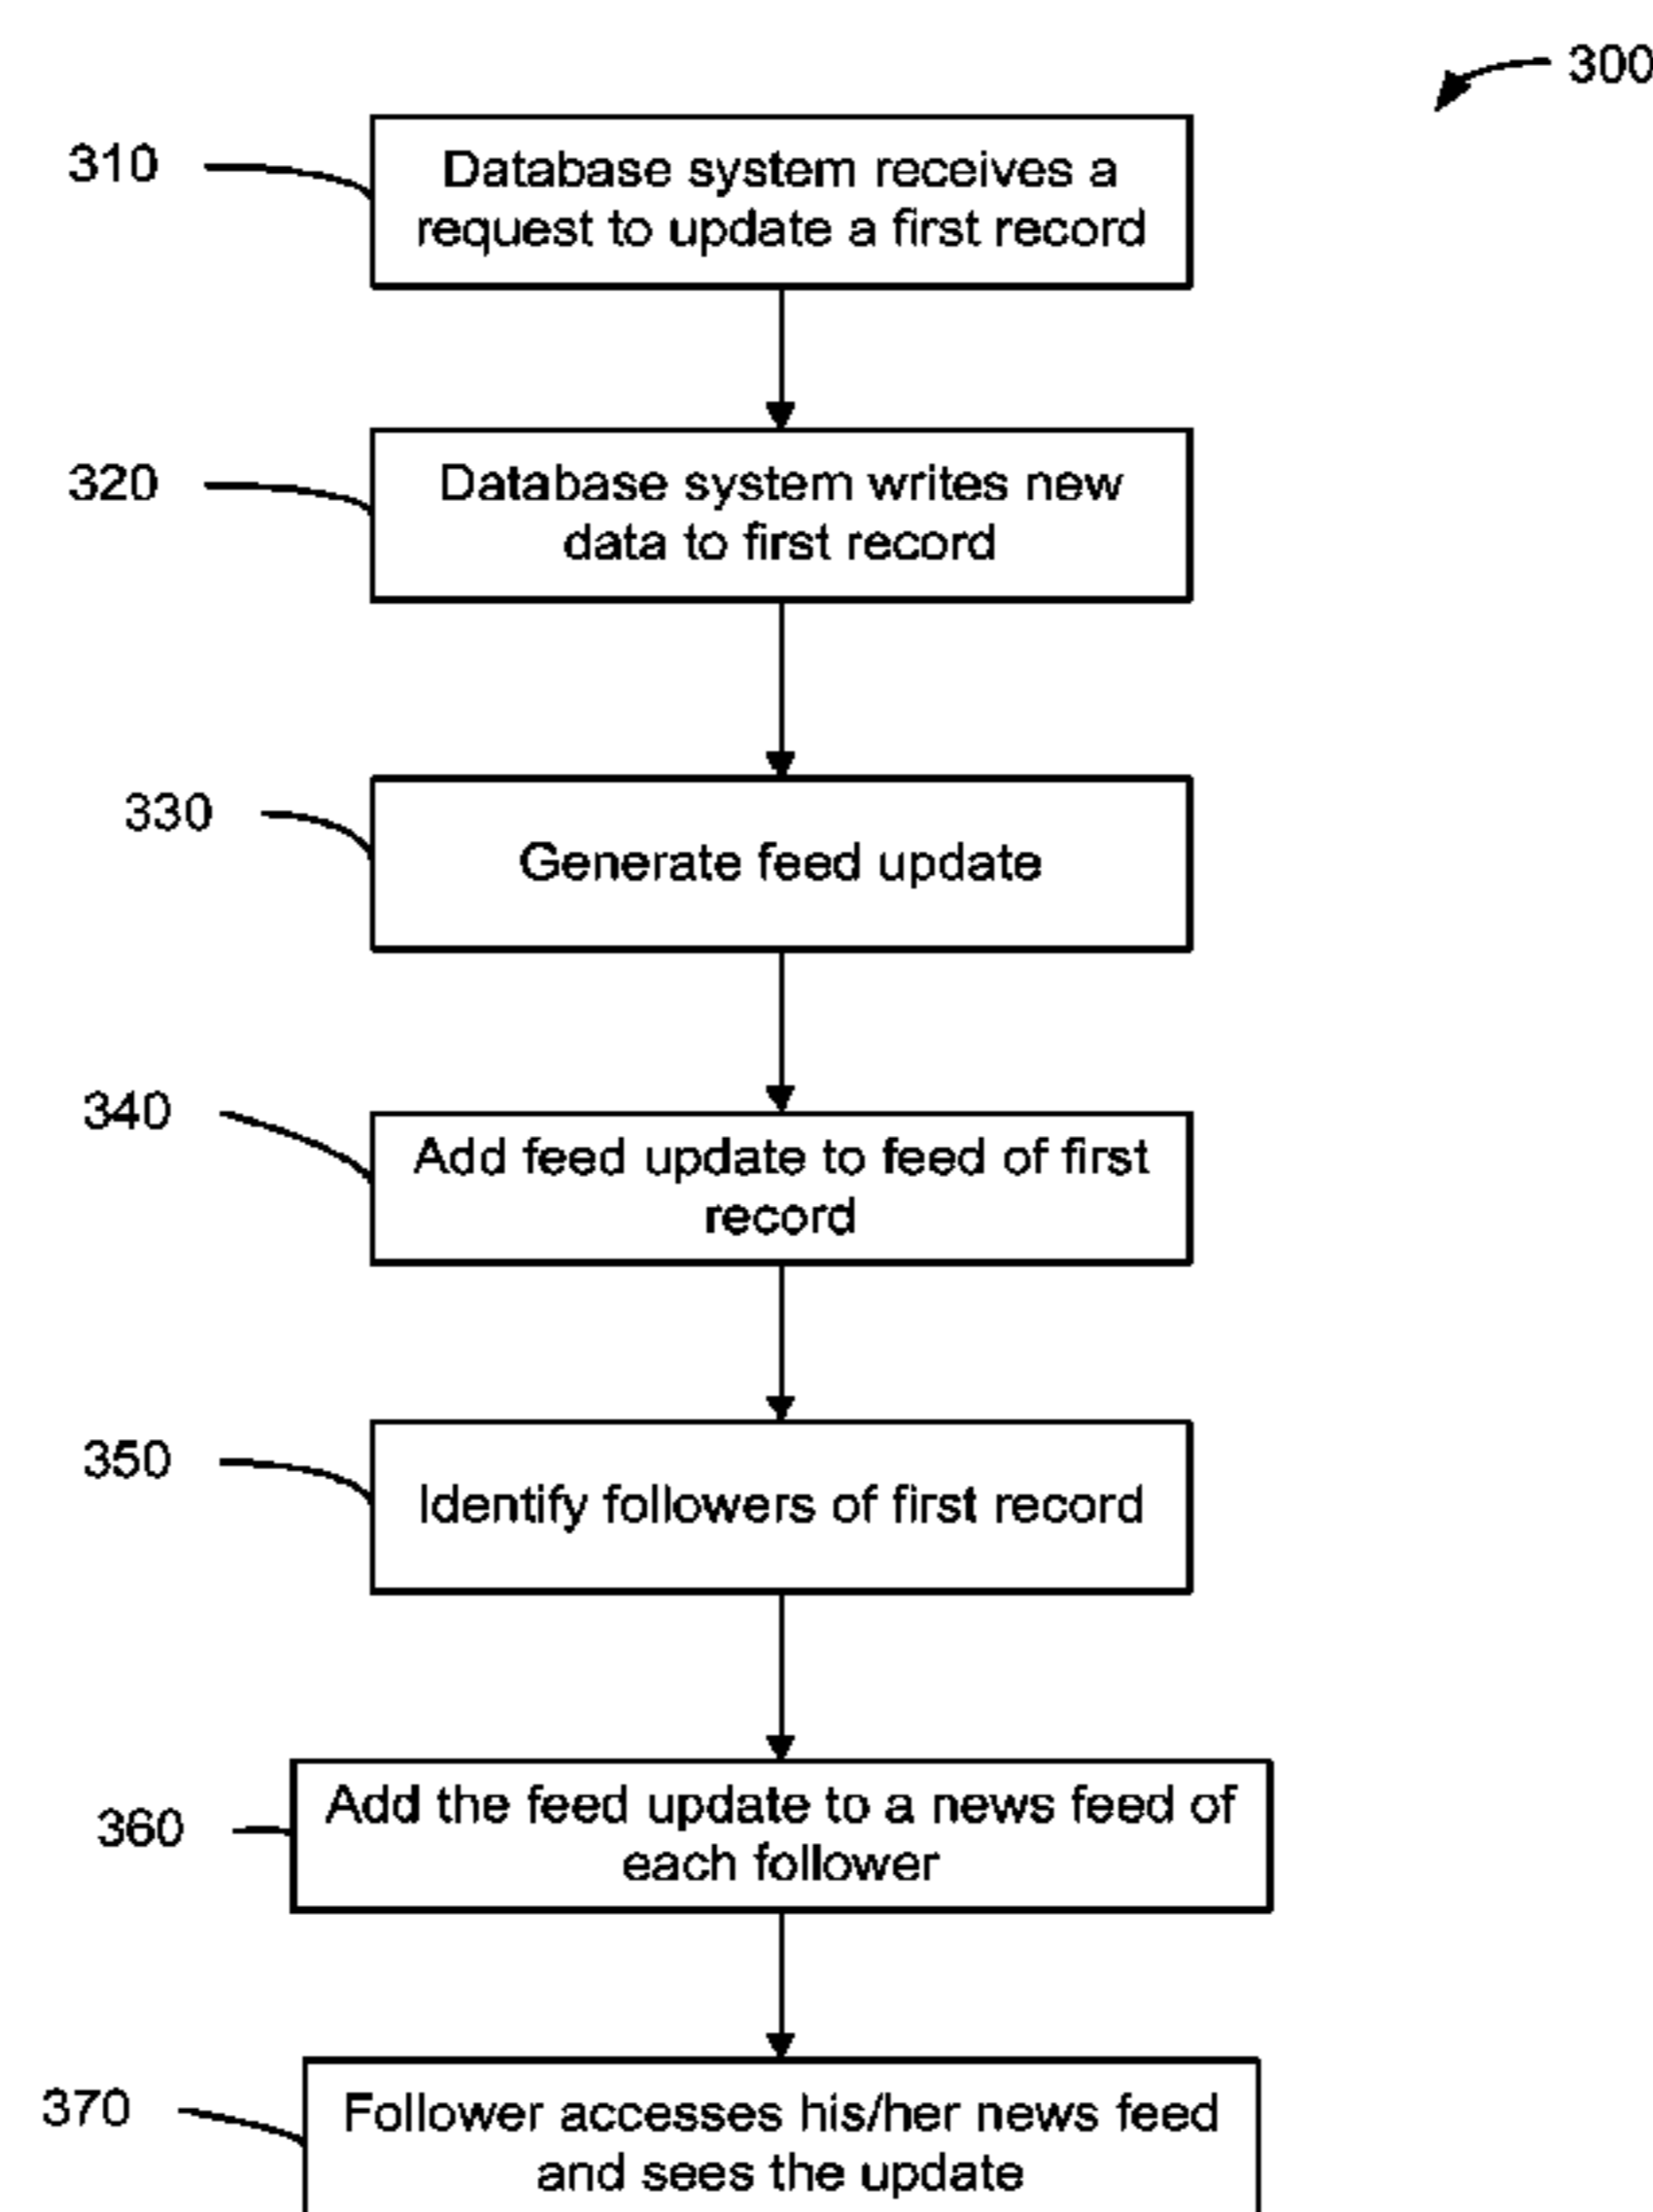 300
310
Database system receives a
request to update a first record
320
Database system writes new
data to first record
330
Generate feed update
340
Add feed update to feed of first
record
350
Identify followers of first record
360
Add the feed update to a news feed of
each follower
370
Follower accesses his/her news feed
and sees the update